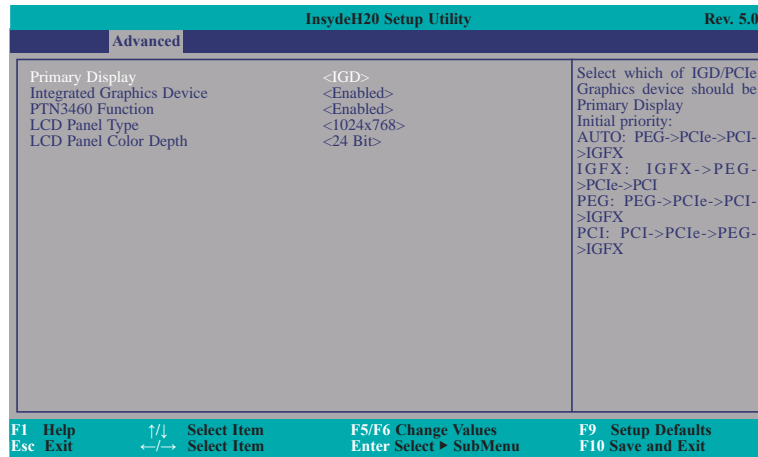 InsydeH20 Setup Utility Rev. 5.0
Advanced
Primary Display <IGD>
Integrated Graphics Device <Enabled>
PTN3460 Function <Enabled>
LCD Panel Type <1024x768>
LCD Panel Color Depth <24 Bit>
Select which of IGD/PCIe
Graphics device should be
Primary Display
Initial priority:
AUTO: PEG->PCIe->PCI-
>IGFX
IGFX: IGFX->PEG-
>PCIe->PCI
PEG: PEG->PCIe->PCI-
>IGFX
PCI: PCI->PCIe->PEG-
>IGFX
F1 Help ↑/↓ Select Item F5/F6 Change Values F9 Setup Defaults
Esc Exit ←/→ Select Item Enter Select ► SubMenu F10 Save and Exit